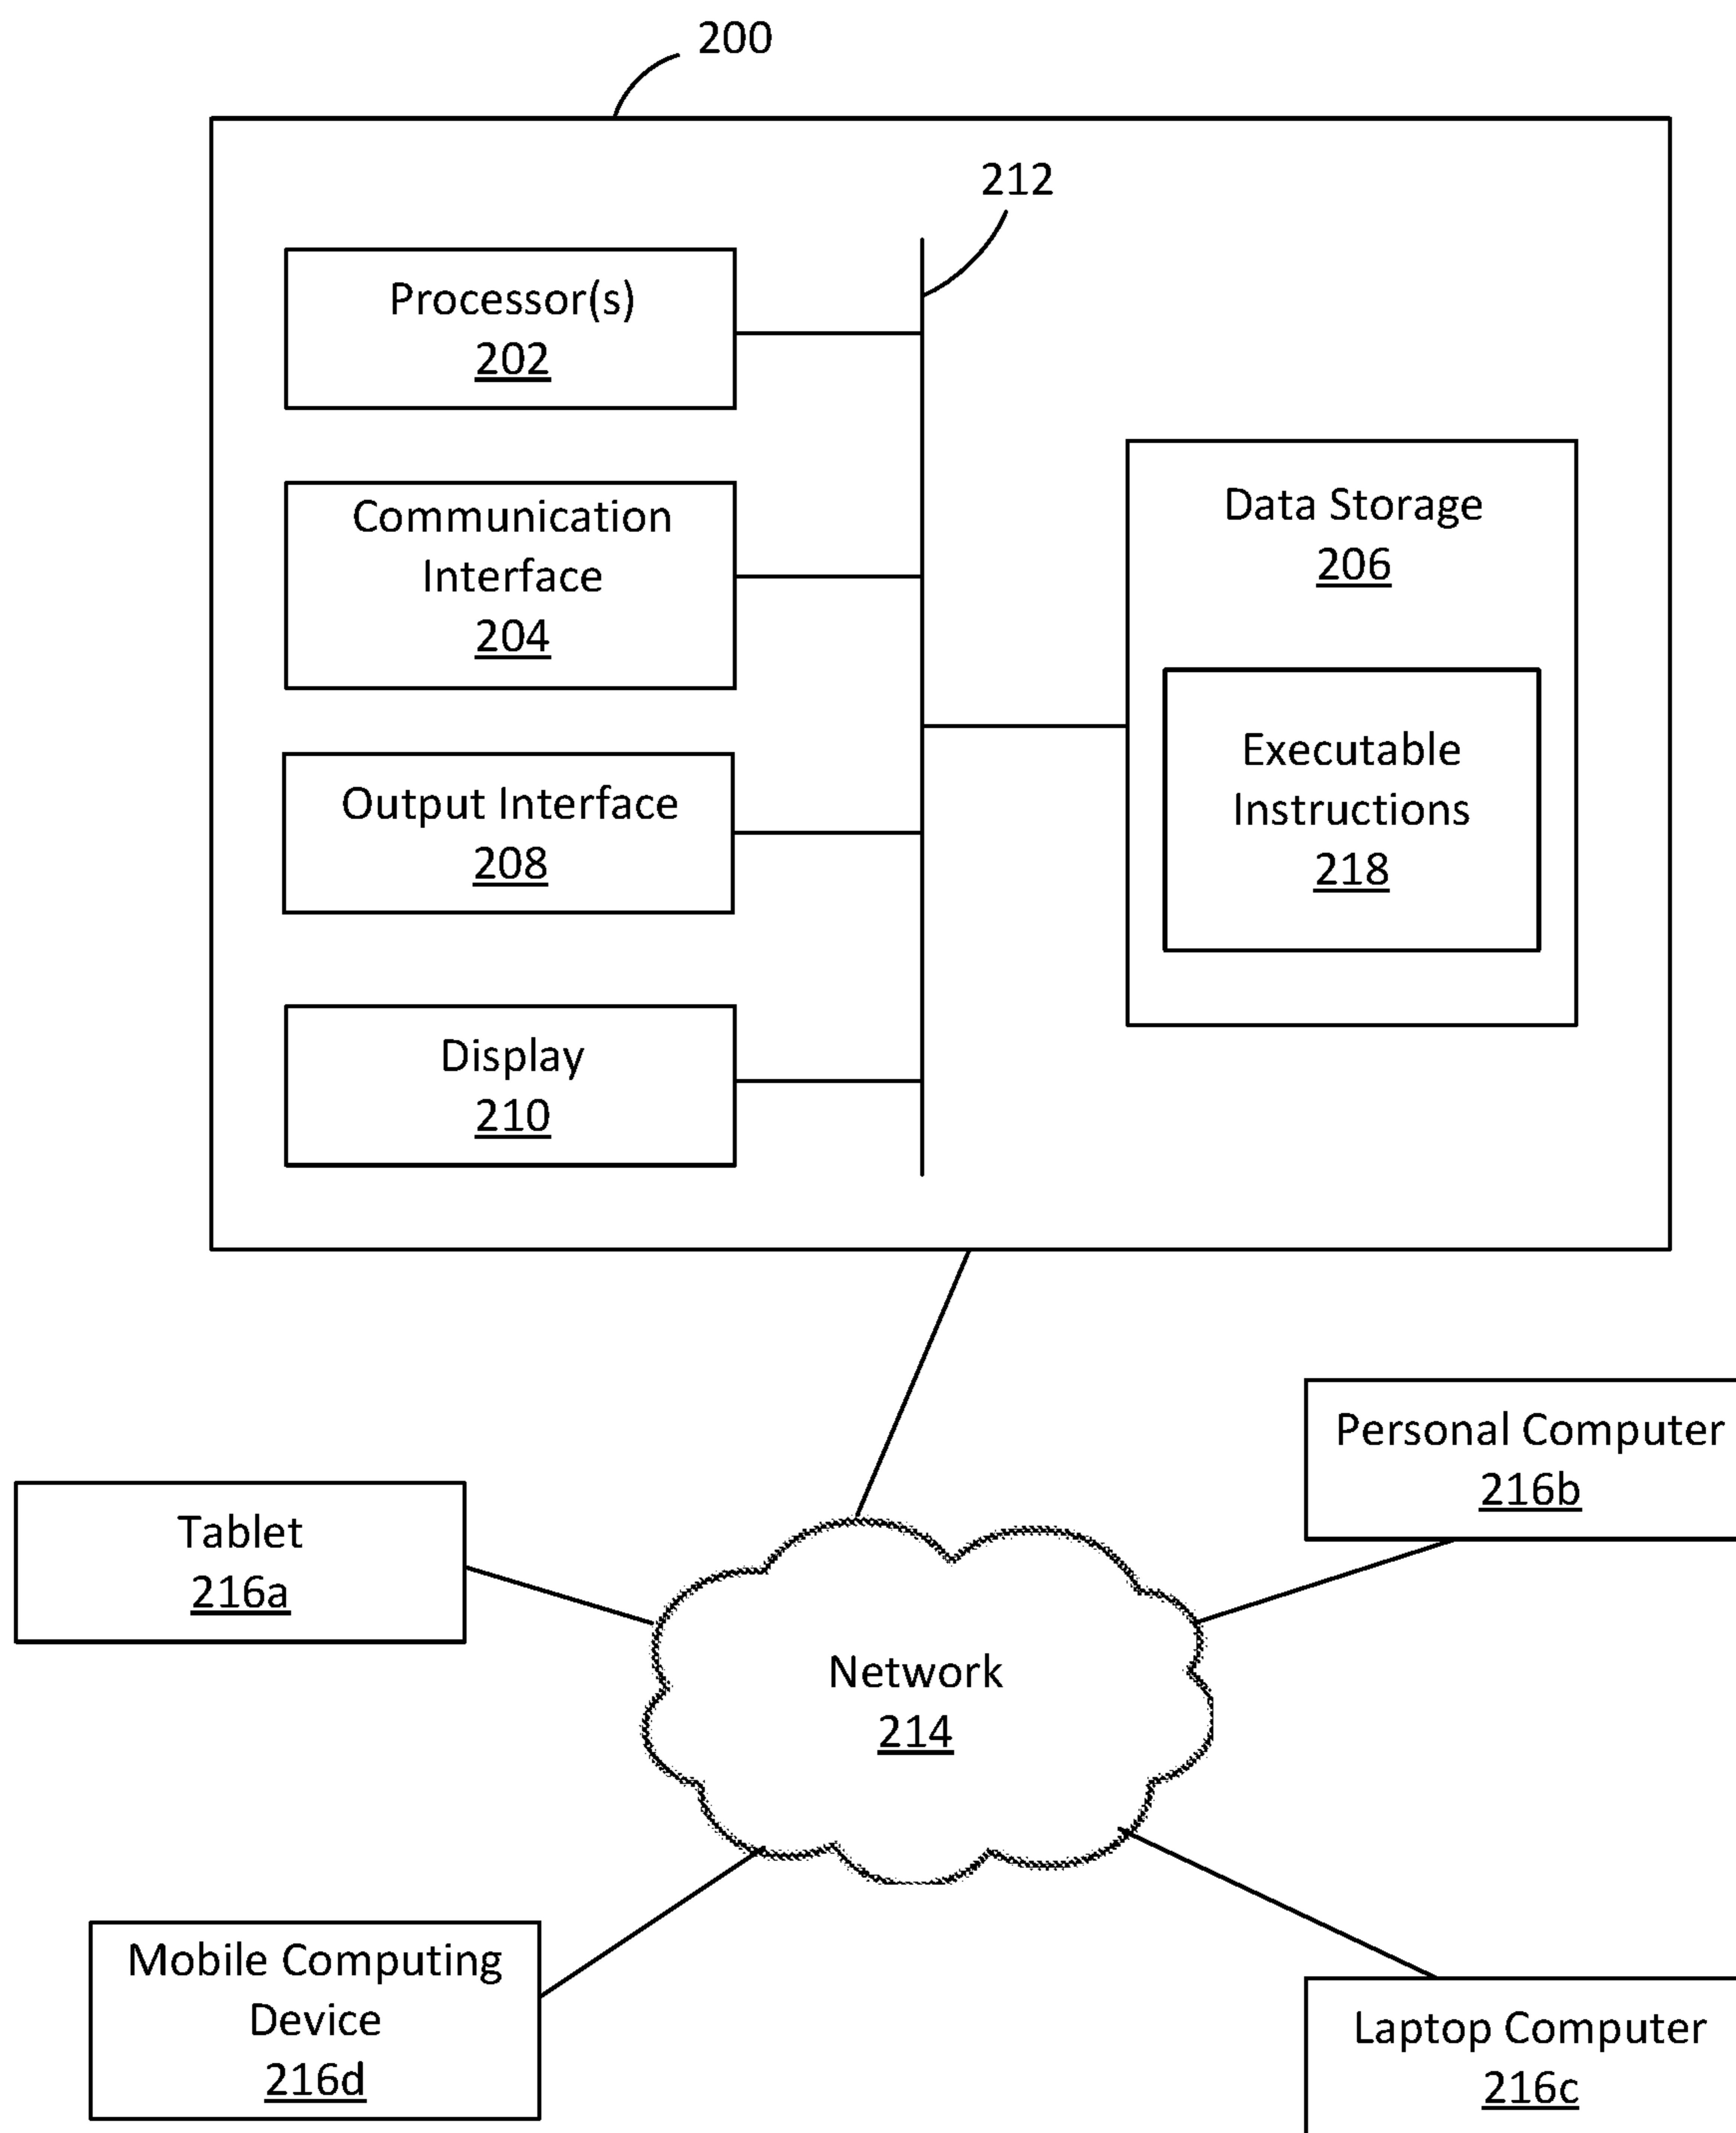 200
212
Processor(s)
202
Communication
Interface
204
Data Storage
206
Executable
Instructions
218
Output Interface
208
Display
210
Personal Computer
216b
Tablet
216a
Network
214
Mobile Computing
Device
216d
Laptop Computer
216c